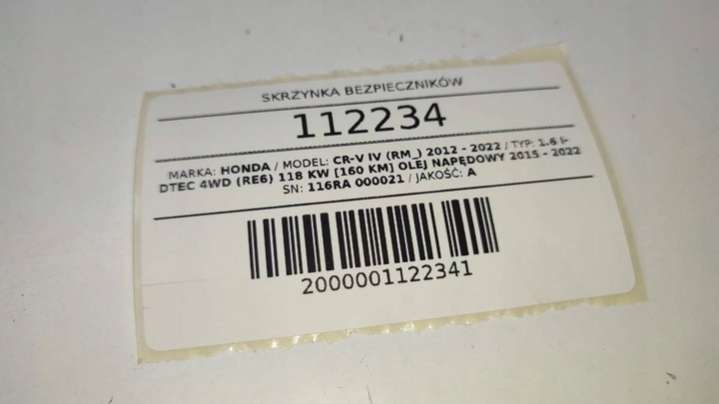 SKRZYNKA BEZPIECZNIKÓW
112234
MARKA: HONDA / MODEL: CR-V IV (RM_) 2012 - 2022 / TYP: 1.6 i-
DTEC 4WD (RE6) 118 KW [160 KM] OLEJ NAPĘDOWY 2015 - 2022
SN: 116RA 000021 / JAKOŚĆ: A
2000001122341